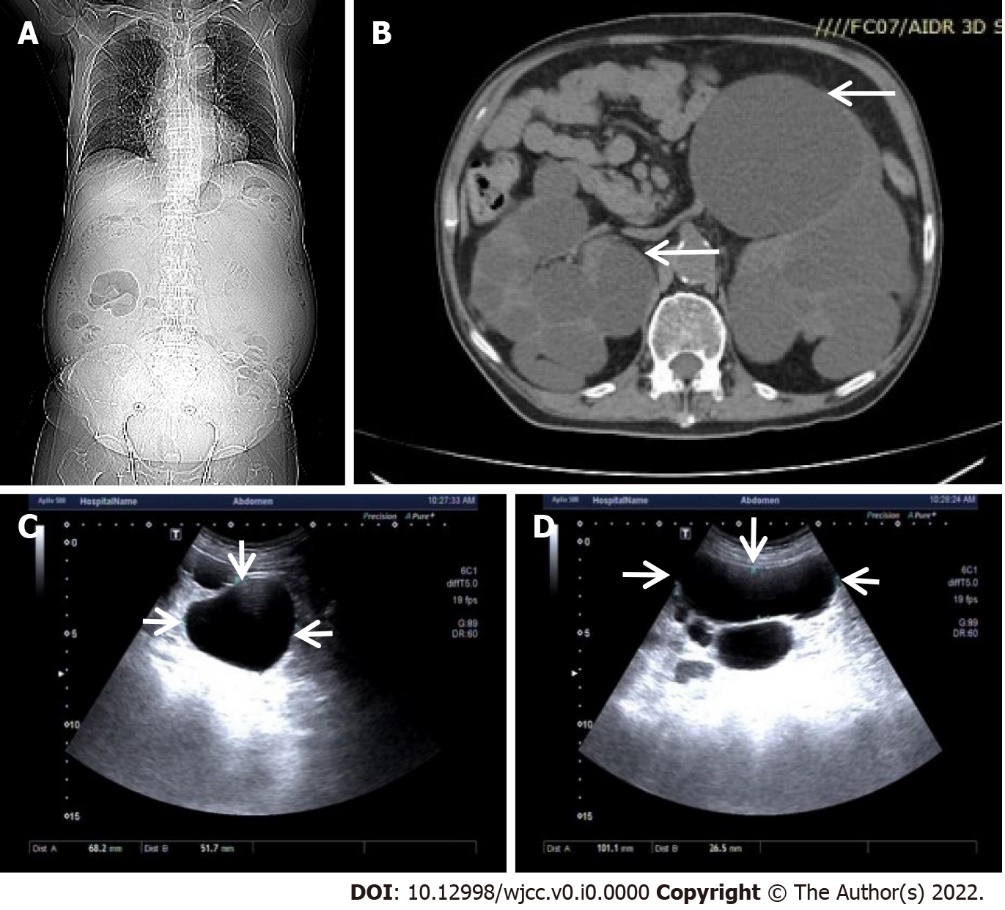 A
B
////FC07/AIDR 3D S
C
Aplio 500 HospitalName Abdomen 10:27:33 AM
Precision A Pure+
T
0
5
10
15
6C1
diffT5.0
19 fps
G:89
DR:60
Dist A 68.2 mm Dist B 51.7 mm
D
Aplio 500 HospitalName Abdomen 10:28:24 AM
Precision A Pure+
T
0
5
10
15
6C1
diffT5.0
19 fps
G:89
DR:60
Dist A 101.1 mm Dist B 26.5 mm
DOI: 10.12998/wjcc.v0.i0.0000 Copyright © The Author(s) 2022.